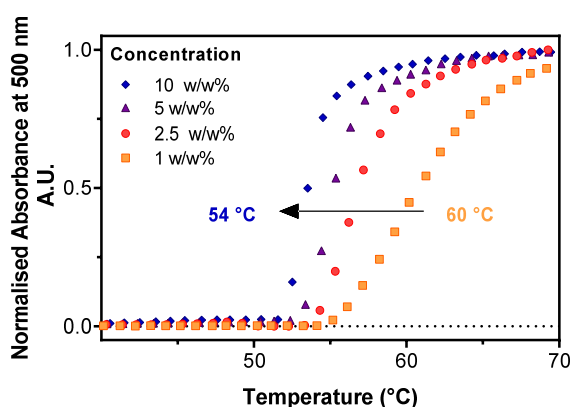 Normalised Absorbance at 500 nm
A.U.
1.0
0.5
0.0
Concentration
10 w/w%
5 w/w%
2.5 w/w%
1 w/w%
54 °C
60 °C
50
60
70
Temperature (°C)